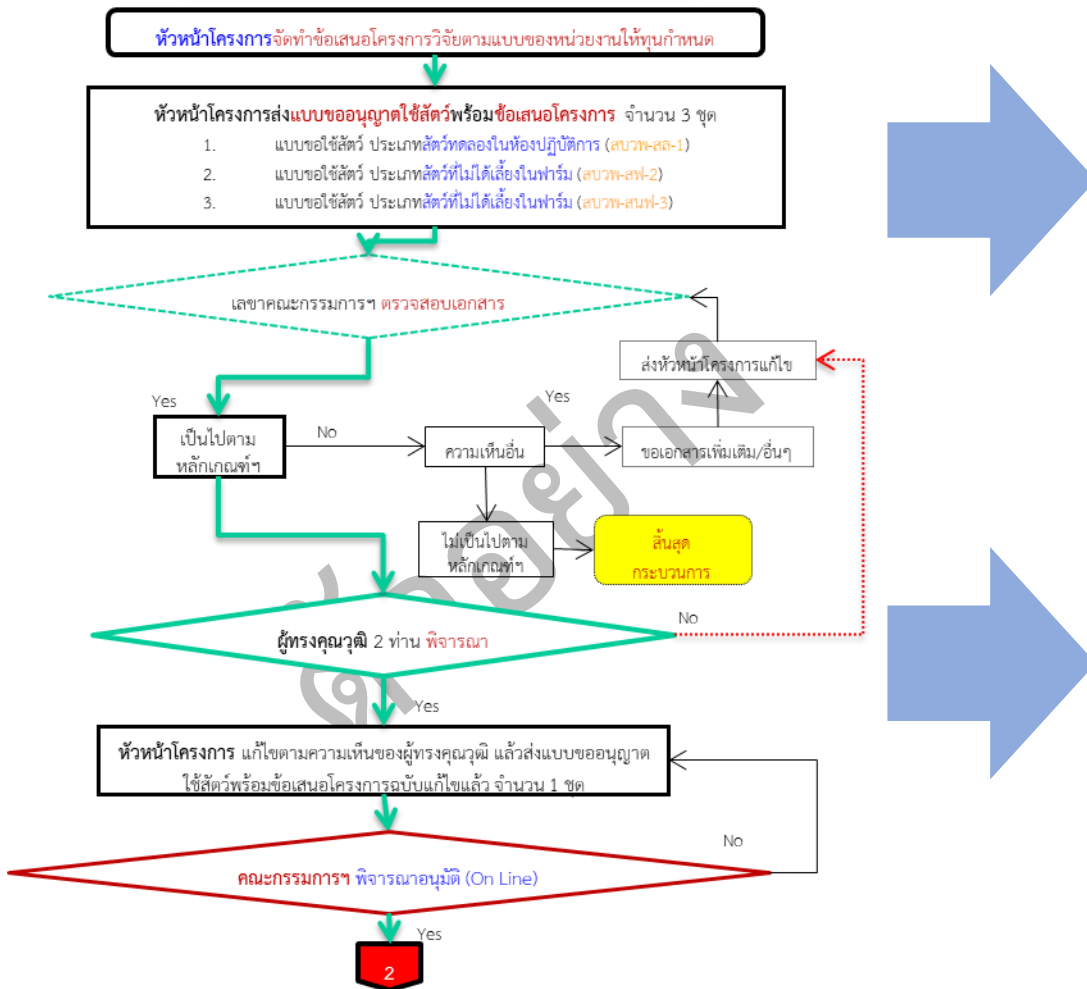 หัวหน้าโครงการจัดทำข้อเสนอโครงการวิจัยตามแบบของหน่วยงานให้ทุนกำหนด
หัวหน้าโครงการส่งแบบขออนุญาตใช้สัตว์พร้อมข้อเสนอโครงการ จำนวน 3 ชุด
1. แบบขอใช้สัตว์ ประเภทสัตว์ทดลองในห้องปฏิบัติการ (สบวพ-สล-1)
2. แบบขอใช้สัตว์ ประเภทสัตว์ที่ไม่ได้เลี้ยงในฟาร์ม (สบวพ-สฟ-2)
3. แบบขอใช้สัตว์ ประเภทสัตว์ที่ไม่ได้เลี้ยงในฟาร์ม (สบวพ-สนฟ-3)
เลขาคณะกรรมการฯ ตรวจสอบเอกสาร
ส่งหัวหน้าโครงการแก้ไข
Yes
Yes
เป็นไปตาม
หลักเกณฑ์ฯ
No
ความเห็นอื่น
ขอเอกสารเพิ่มเติม/อื่นๆ
ไม่เป็นไปตาม
หลักเกณฑ์ฯ
สิ้นสุด
กระบวนการ
ตัวอย่าง
ผู้ทรงคุณวุฒิ 2 ท่าน พิจารณา
No
Yes
หัวหน้าโครงการ แก้ไขตามความเห็นของผู้ทรงคุณวุฒิ แล้วส่งแบบขออนุญาต
ใช้สัตว์พร้อมข้อเสนอโครงการฉบับแก้ไขแล้ว จำนวน 1 ชุด
No
คณะกรรมการฯ พิจารณาอนุมัติ (On Line)
Yes
2